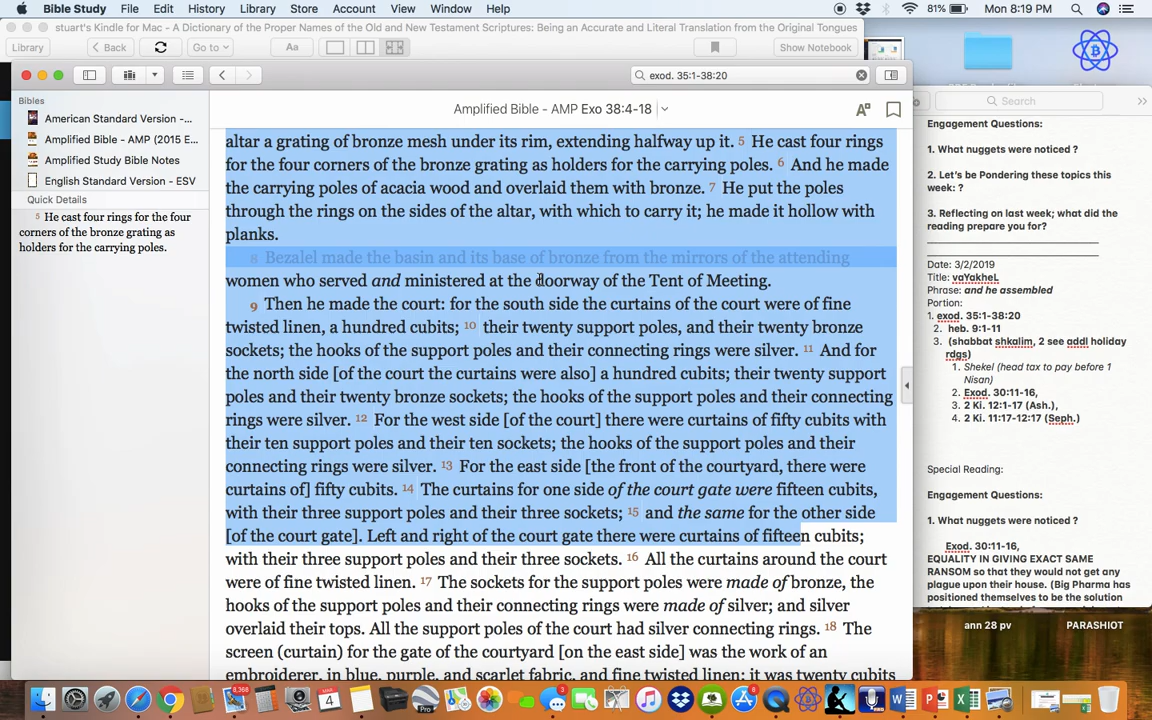 Bible Study File Edit History Library Store Account View Window Help 81% Mon 8:19 PM
stuart's Kindle for Mac - A Dictionary of the Proper Names of the Old and New Testament Scriptures: Being an Accurate and Literal Translation from the Original Tongues
Library Back Go to Aa Show Notebook
exod. 35:1-38:20
Bibles
American Standard Version -...
Amplified Bible - AMP (2015 E...
Amplified Study Bible Notes
English Standard Version - ESV
Quick Details
5 He cast four rings for the four
corners of the bronze grating as
holders for the carrying poles.
Amplified Bible - AMP Exo 38:4-18
altar a grating of bronze mesh under its rim, extending halfway up it. 5 He cast four rings
for the four corners of the bronze grating as holders for the carrying poles. 6 And he made
the carrying poles of acacia wood and overlaid them with bronze. 7 He put the poles
through the rings on the sides of the altar, with which to carry it; he made it hollow with
planks.
8 Bezalel made the basin and its base of bronze from the mirrors of the attending
women who served and ministered at the doorway of the Tent of Meeting.
9 Then he made the court: for the south side the curtains of the court were of fine
twisted linen, a hundred cubits; 10 their twenty support poles, and their twenty bronze
sockets; the hooks of the support poles and their connecting rings were silver. 11 And for
the north side [of the court the curtains were also] a hundred cubits; their twenty support
poles and their twenty bronze sockets; the hooks of the support poles and their connecting
rings were silver. 12 For the west side [of the court] there were curtains of fifty cubits with
their ten support poles and their ten sockets; the hooks of the support poles and their
connecting rings were silver. 13 For the east side [the front of the courtyard, there were
curtains of] fifty cubits. 14 The curtains for one side of the court gate were fifteen cubits,
with their three support poles and their three sockets; 15 and the same for the other side
[of the court gate]. Left and right of the court gate there were curtains of fifteen cubits;
with their three support poles and their three sockets. 16 All the curtains around the court
were of fine twisted linen. 17 The sockets for the support poles were made of bronze, the
hooks of the support poles and their connecting rings were made of silver; and silver
overlaid their tops. All the support poles of the court had silver connecting rings. 18 The
screen (curtain) for the gate of the courtyard [on the east side] was the work of an
embroiderer, in blue, purple, and scarlet fabric, and fine twisted linen; it was twenty cubits
Search
Engagement Questions:
1. What nuggets were noticed ?
2. Let's be Pondering these topics this
week: ?
3. Reflecting on last week; what did the
reading prepare you for?
Date: 3/2/2019
Title: vaYakheL
Phrase: and he assembled
Portion:
1. exod. 35:1-38:20
2. heb. 9:1-11
3. (shabbat shkalim, 2 see addl holiday
rdgs)
1. Shekel (head tax to pay before 1
Nisan)
2. Exod. 30:11-16,
3. 2 Ki. 12:1-17 (Ash.),
4. 2 Ki. 11:17-12:17 (Seph.)
Special Reading:
Engagement Questions:
1. What nuggets were noticed ?
Exod. 30:11-16,
EQUALITY IN GIVING EXACT SAME
RANSOM so that they would not get any
plague upon their house. (Big Pharma has
positioned themselves to be the solution
ann 28 pv PARASHIOT
8,368
MAR
4
Pro
3
8